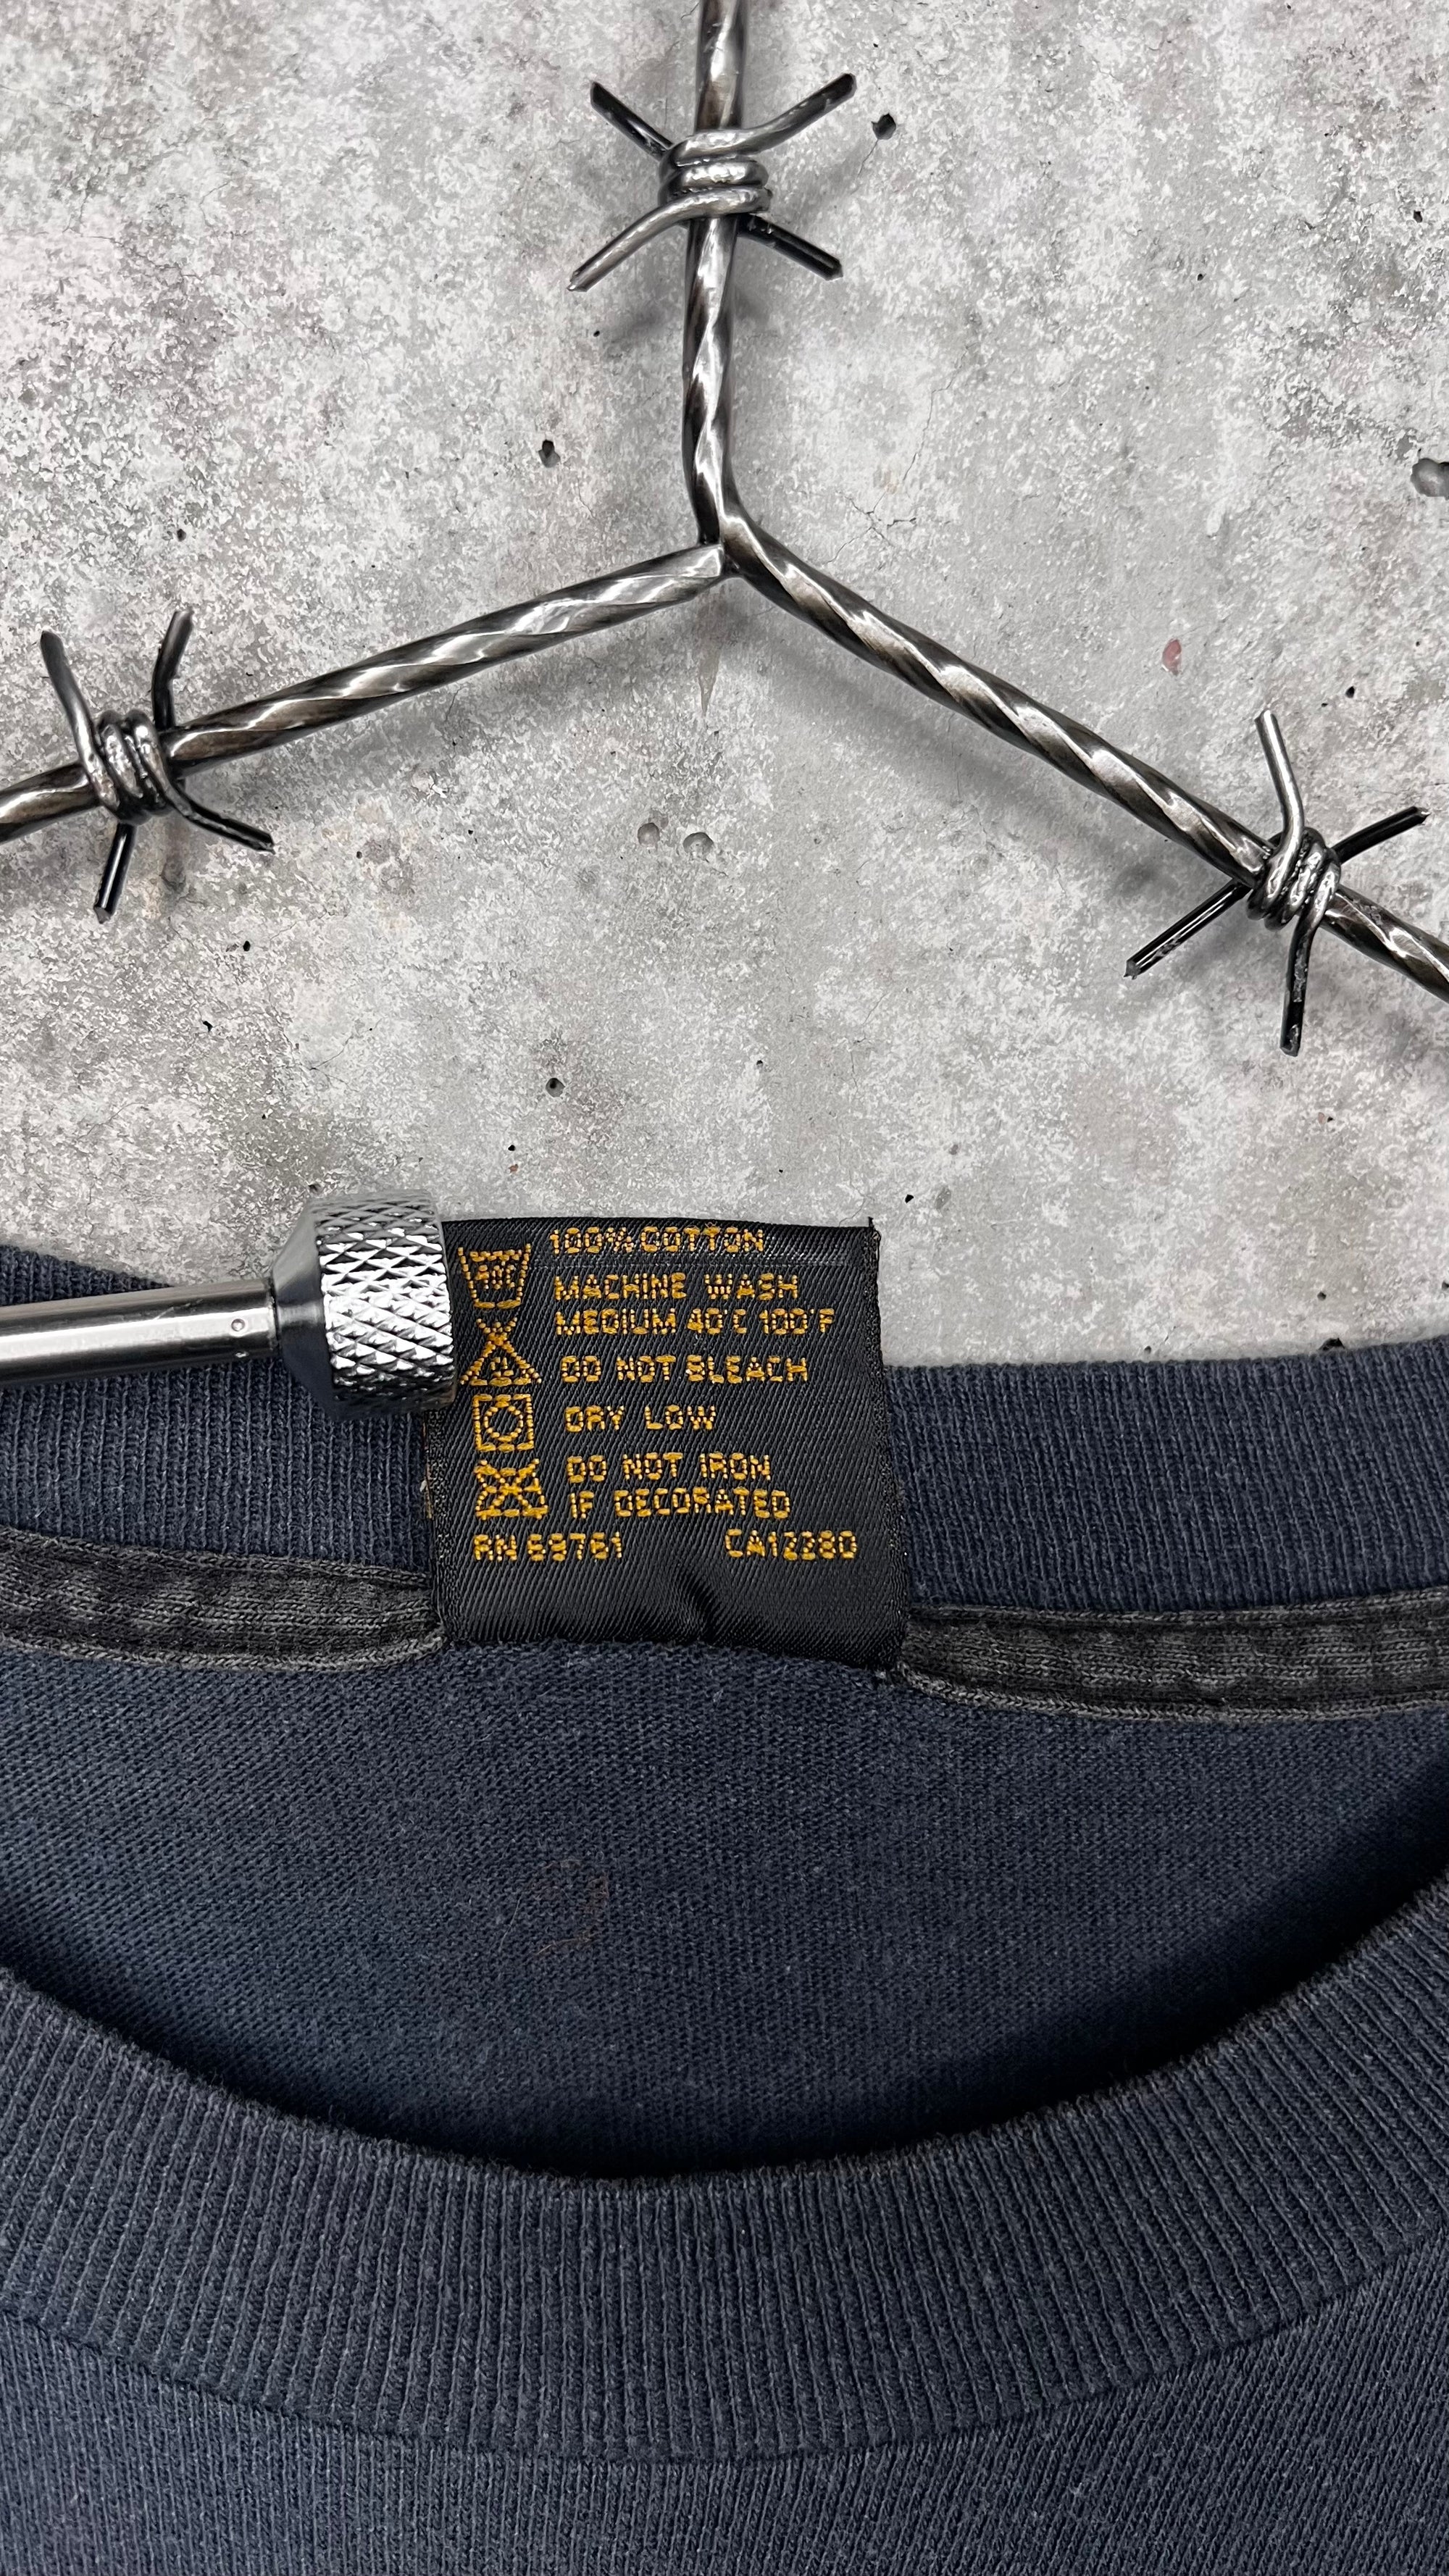 100% COTTON
MACHINE WASH
MEDIUM 40°C 100°F
DO NOT BLEACH
DRY LOW
DO NOT IRON
IF DECORATED
RN 69761 CA12280